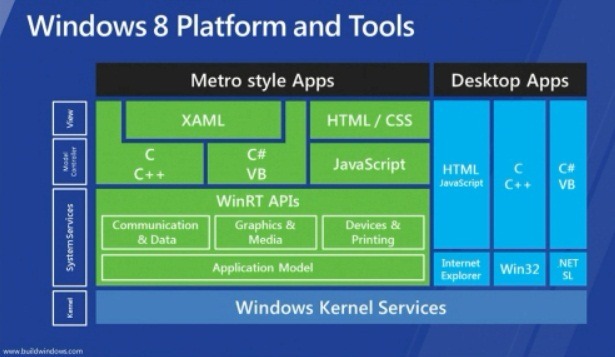 Windows 8 Platform and Tools
Metro style Apps
Desktop Apps
View
Model
Controller
System Services
Kernel
XAML
HTML / CSS
C
C++
C#
VB
JavaScript
HTML
JavaScript
C
C++
C#
VB
WinRT APIs
Communication
& Data
Graphics &
Media
Devices &
Printing
Application Model
Internet
Explorer
Win32
.NET
SL
Windows Kernel Services
www.buildwindows.com